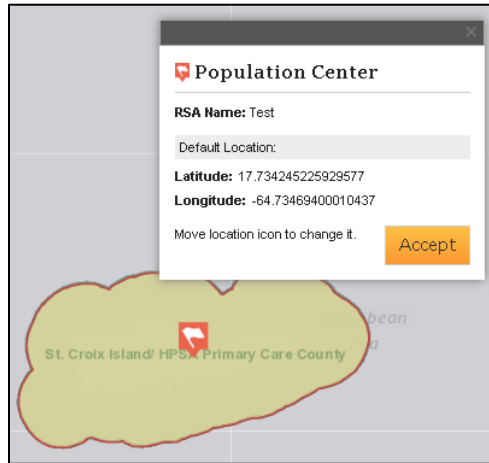 Population Center
RSA Name: Test
Default Location:
Latitude: 17.734245225929577
Longitude: -64.73469400010437
Move location icon to change it.
Accept
St. Croix Island/ HPSA Primary Care County